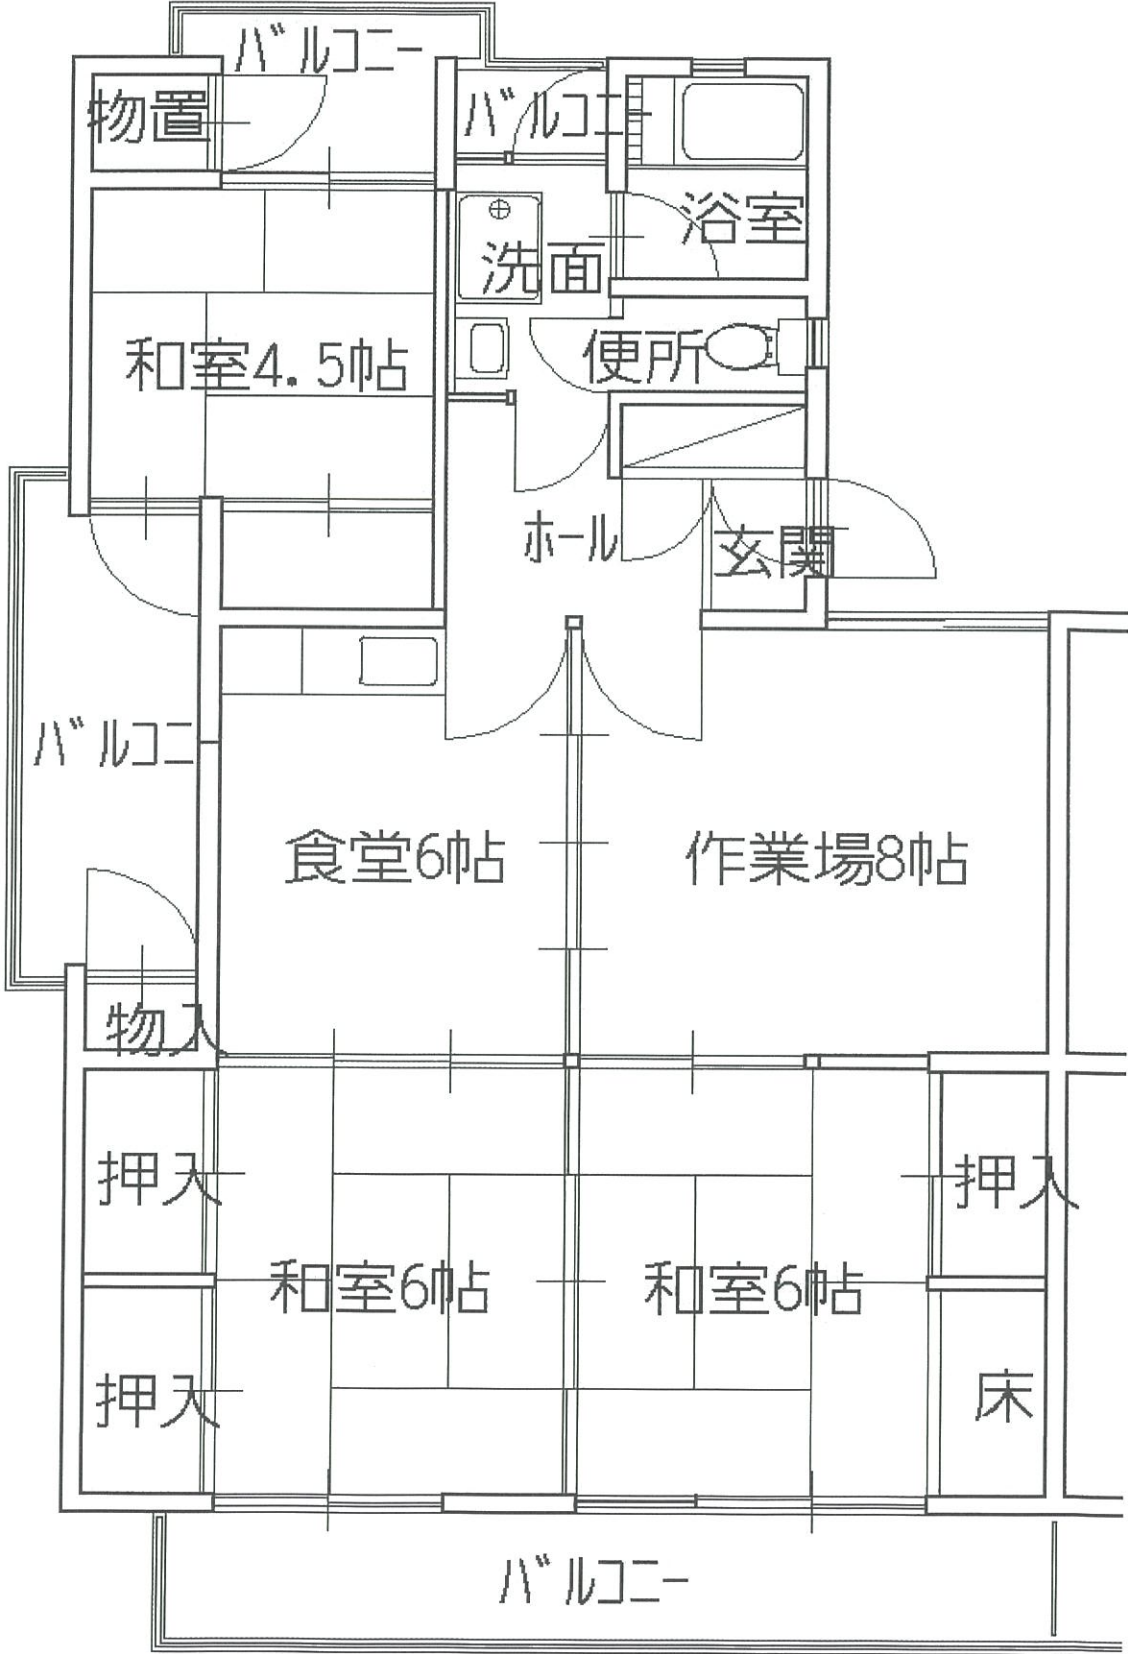 バルコニー
物置
バルコニー
浴室
洗面
和室4.5帖
便所
ホール
玄関
バルコニ
食堂6帖
作業場8帖
物入
押入
押入
和室6帖
和室6帖
押入
床
バルコニー